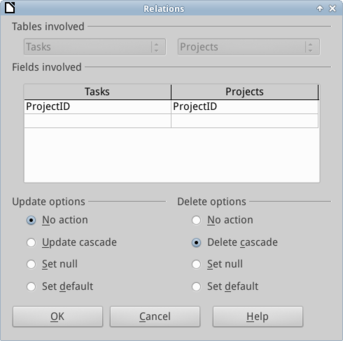 Relations
Tables involved
Tasks Projects
Fields involved
Tasks Projects
ProjectID ProjectID
Update options Delete options
No action No action
Update cascade Delete cascade
Set null Set null
Set default Set default
OK Cancel Help